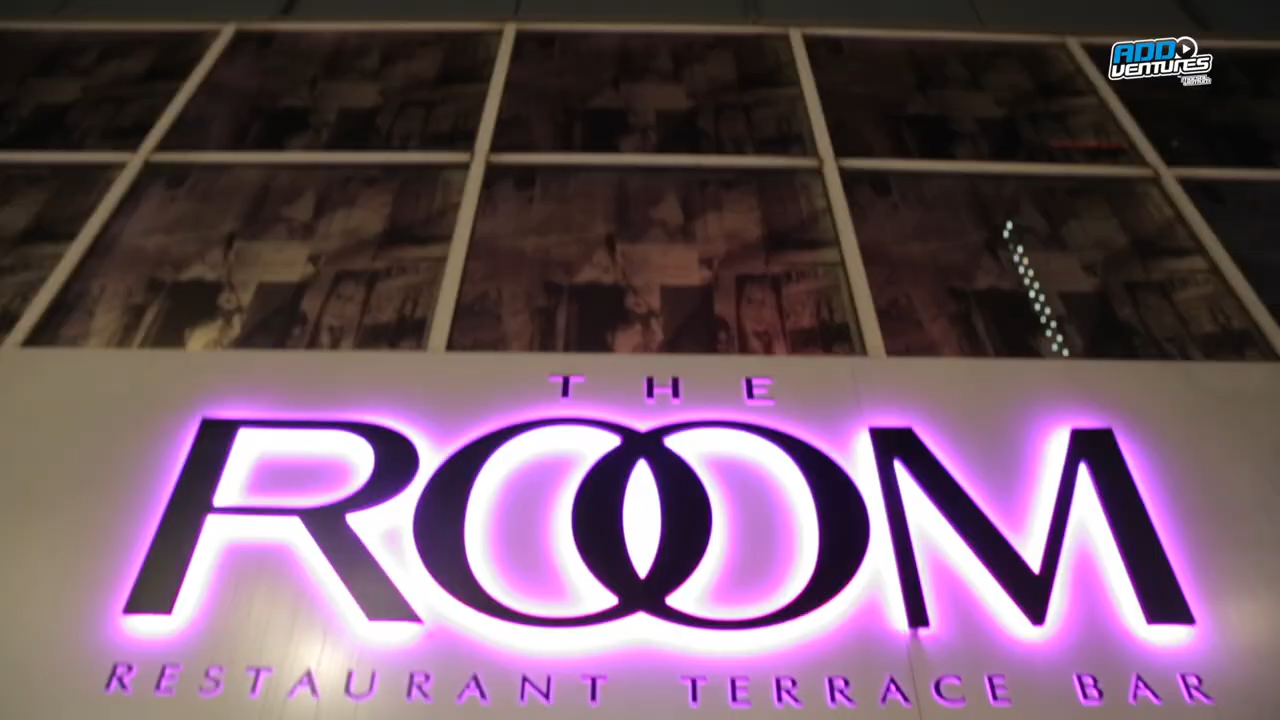 ADD
VENTURES
THE
ROOM
RESTAURANT TERRACE BAR